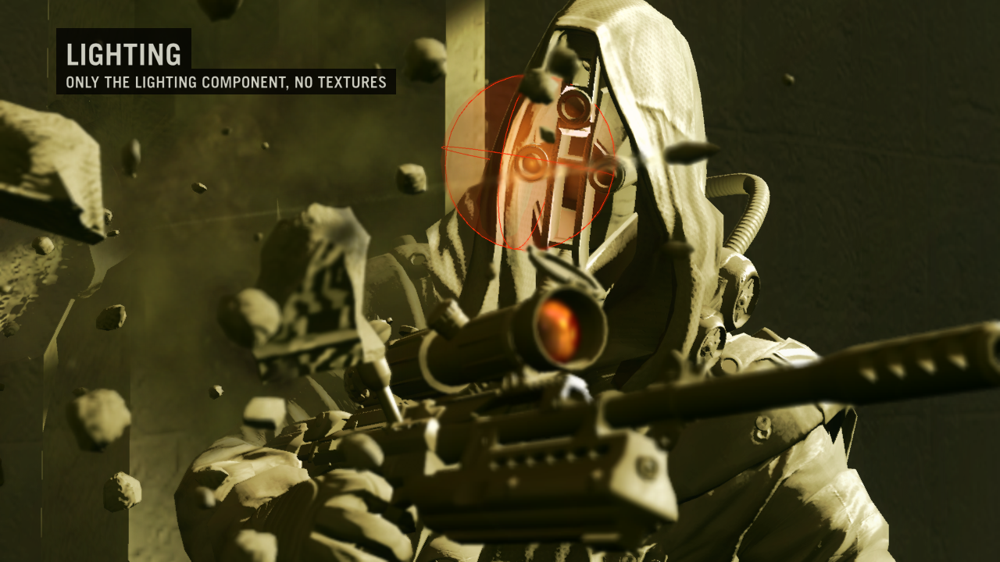 LIGHTING
ONLY THE LIGHTING COMPONENT, NO TEXTURES